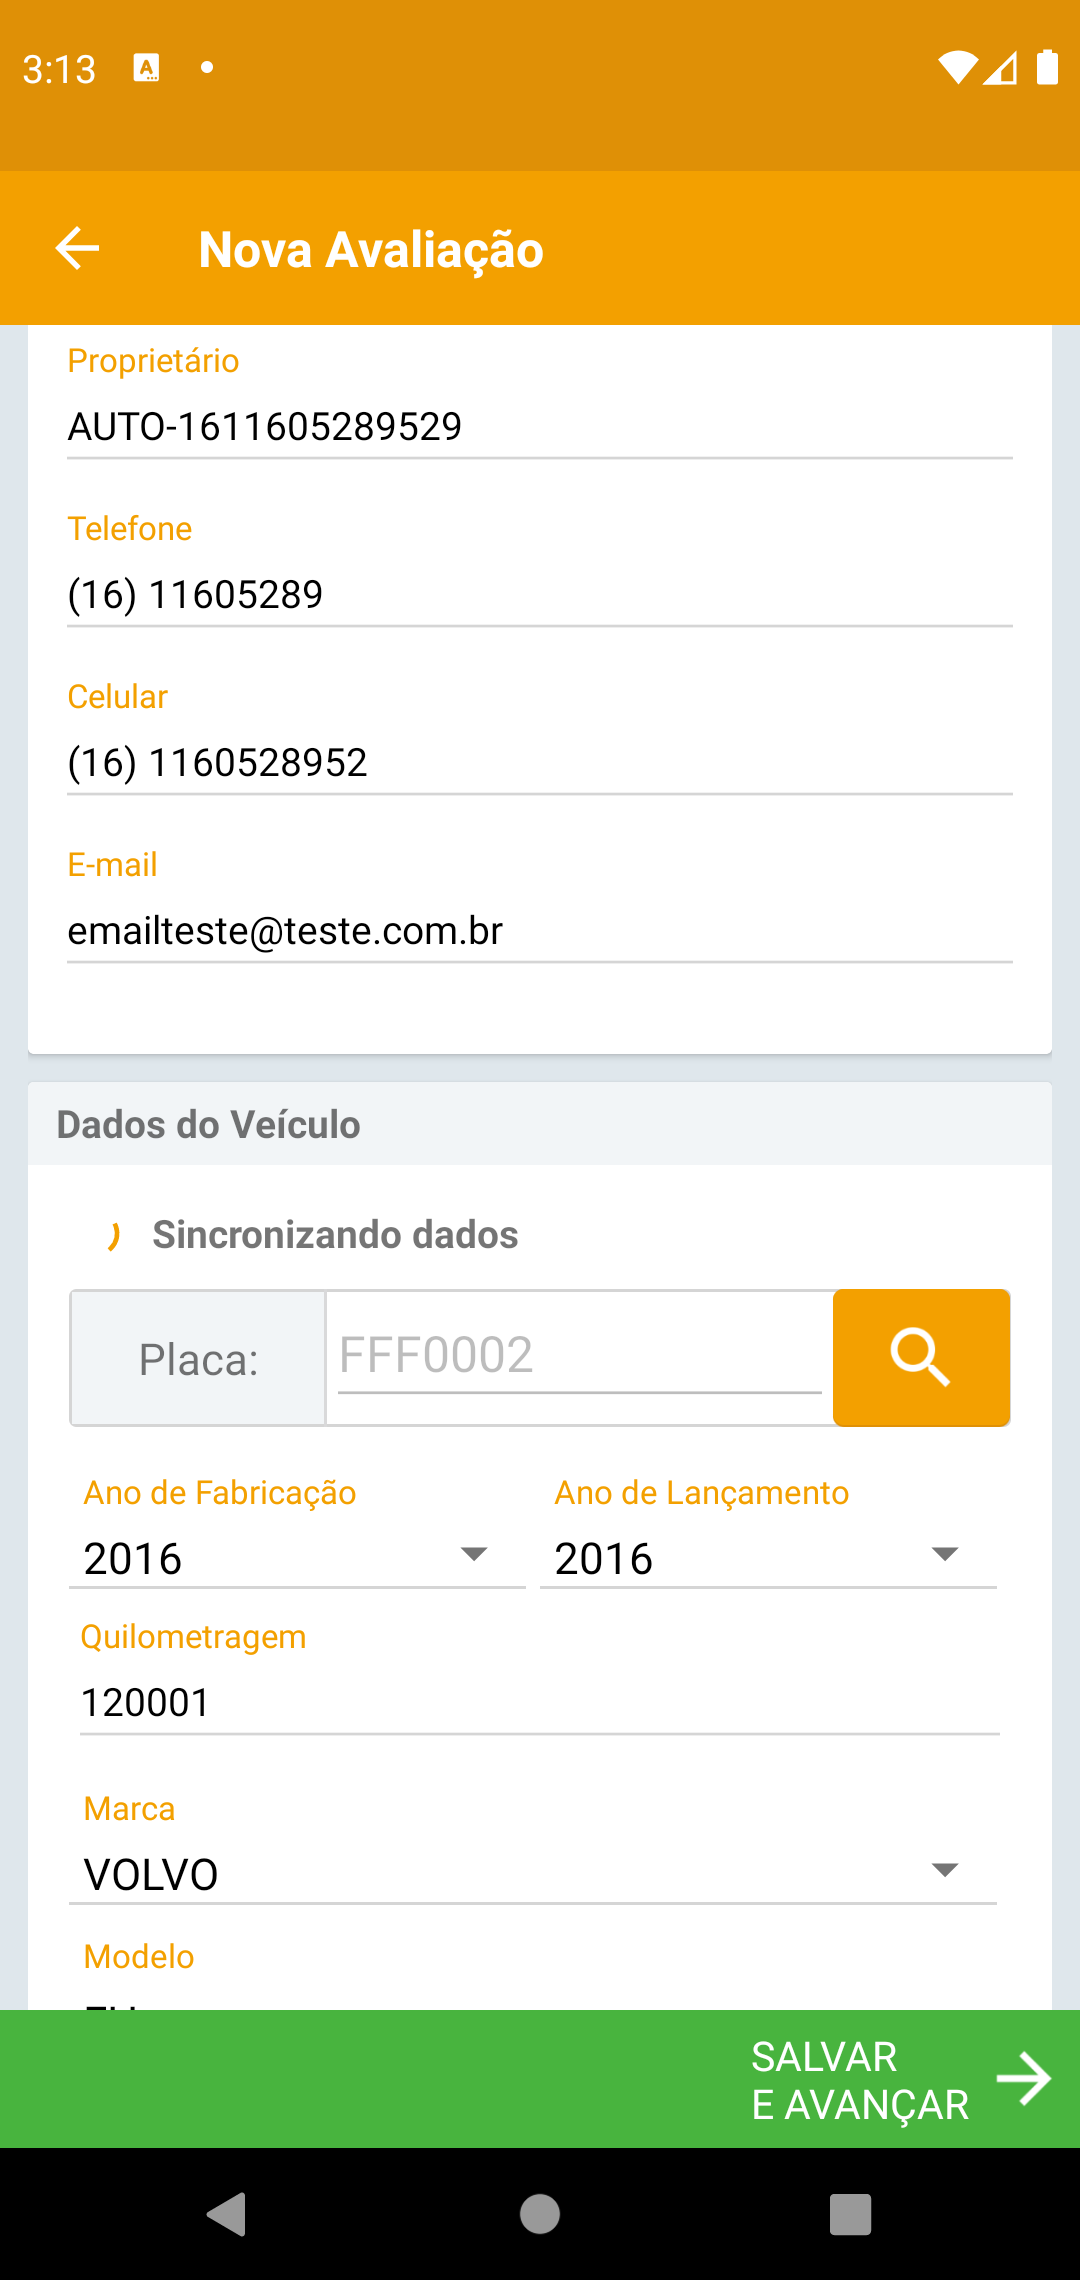 3:13
Nova Avaliação
Proprietário
AUTO-1611605289529
Telefone
(16) 11605289
Celular
(16) 1160528952
E-mail
emailteste@teste.com.br
Dados do Veículo
Sincronizando dados
Placa: FFF0002
Ano de Fabricação Ano de Lançamento
2016 2016
Quilometragem
120001
Marca
VOLVO
Modelo
SALVAR
E AVANÇAR